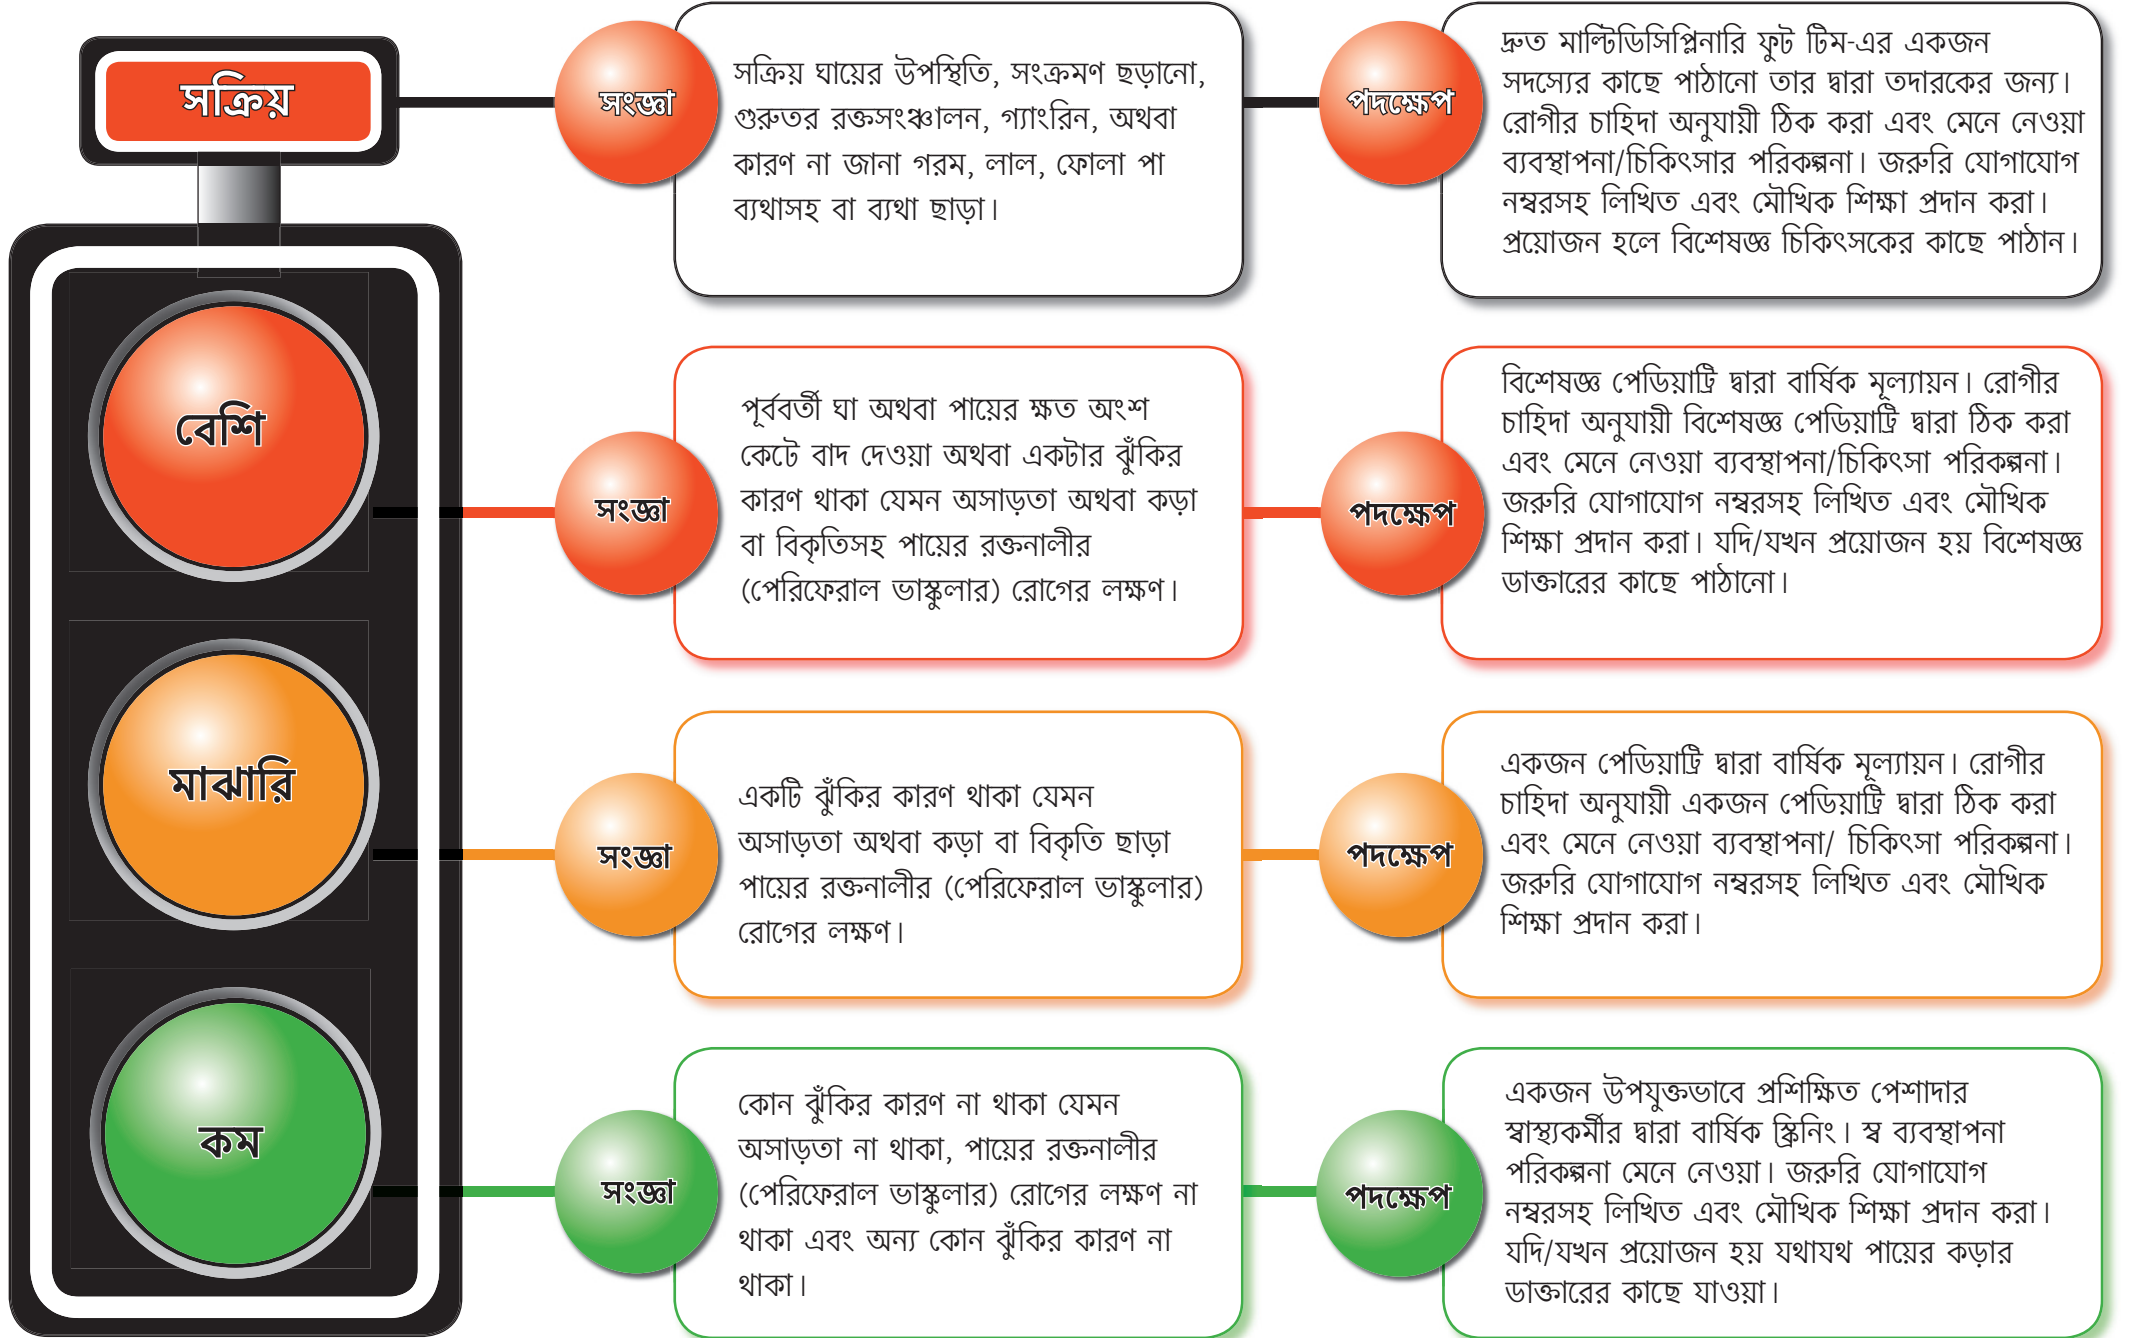 সক্রিয়
সংজ্ঞা
সক্রিয় ঘায়ের উপস্থিতি, সংক্রমণ ছড়ানো,
গুরুতর রক্তসংঞ্চালন, গ্যাংরিন, অথবা
কারণ না জানা গরম, লাল, ফোলা পা
ব্যথাসহ বা ব্যথা ছাড়া।
পদক্ষেপ
দ্রুত মাল্টিডিসিপ্লিনারি ফুট টিম-এর একজন
সদস্যের কাছে পাঠানো তার দ্বারা তদারকের জন্য।
রোগীর চাহিদা অনুযায়ী ঠিক করা এবং মেনে নেওয়া
ব্যবস্থাপনা/চিকিৎসার পরিকল্পনা। জরুরি যোগাযোগ
নম্বরসহ লিখিত এবং মৌখিক শিক্ষা প্রদান করা।
প্রয়োজন হলে বিশেষজ্ঞ চিকিৎসকের কাছে পাঠান।
বেশি
সংজ্ঞা
পূর্ববর্তী ঘা অথবা পায়ের ক্ষত অংশ
কেটে বাদ দেওয়া অথবা একটার ঝুঁকির
কারণ থাকা যেমন অসাড়তা অথবা কড়া
বা বিকৃতিসহ পায়ের রক্তনালীর
(পেরিফেরাল ভাস্কুলার) রোগের লক্ষণ।
পদক্ষেপ
বিশেষজ্ঞ পেডিয়াট্রি দ্বারা বার্ষিক মূল্যায়ন। রোগীর
চাহিদা অনুযায়ী বিশেষজ্ঞ পেডিয়াট্রি দ্বারা ঠিক করা
এবং মেনে নেওয়া ব্যবস্থাপনা/চিকিৎসা পরিকল্পনা।
জরুরি যোগাযোগ নম্বরসহ লিখিত এবং মৌখিক
শিক্ষা প্রদান করা। যদি/যখন প্রয়োজন হয় বিশেষজ্ঞ
ডাক্তারের কাছে পাঠানো।
মাঝারি
সংজ্ঞা
একটি ঝুঁকির কারণ থাকা যেমন
অসাড়তা অথবা কড়া বা বিকৃতি ছাড়া
পায়ের রক্তনালীর (পেরিফেরাল ভাস্কুলার)
রোগের লক্ষণ।
পদক্ষেপ
একজন পেডিয়াট্রি দ্বারা বার্ষিক মূল্যায়ন। রোগীর
চাহিদা অনুযায়ী একজন পেডিয়াট্রি দ্বারা ঠিক করা
এবং মেনে নেওয়া ব্যবস্থাপনা/ চিকিৎসা পরিকল্পনা।
জরুরি যোগাযোগ নম্বরসহ লিখিত এবং মৌখিক
শিক্ষা প্রদান করা।
কম
সংজ্ঞা
কোন ঝুঁকির কারণ না থাকা যেমন
অসাড়তা না থাকা, পায়ের রক্তনালীর
(পেরিফেরাল ভাস্কুলার) রোগের লক্ষণ না
থাকা এবং অন্য কোন ঝুঁকির কারণ না
থাকা।
পদক্ষেপ
একজন উপযুক্তভাবে প্রশিক্ষিত পেশাদার
স্বাস্থ্যকর্মীর দ্বারা বার্ষিক স্ক্রিনিং। স্ব ব্যবস্থাপনা
পরিকল্পনা মেনে নেওয়া। জরুরি যোগাযোগ
নম্বরসহ লিখিত এবং মৌখিক শিক্ষা প্রদান করা।
যদি/যখন প্রয়োজন হয় যথাযথ পায়ের কড়ার
ডাক্তারের কাছে যাওয়া।